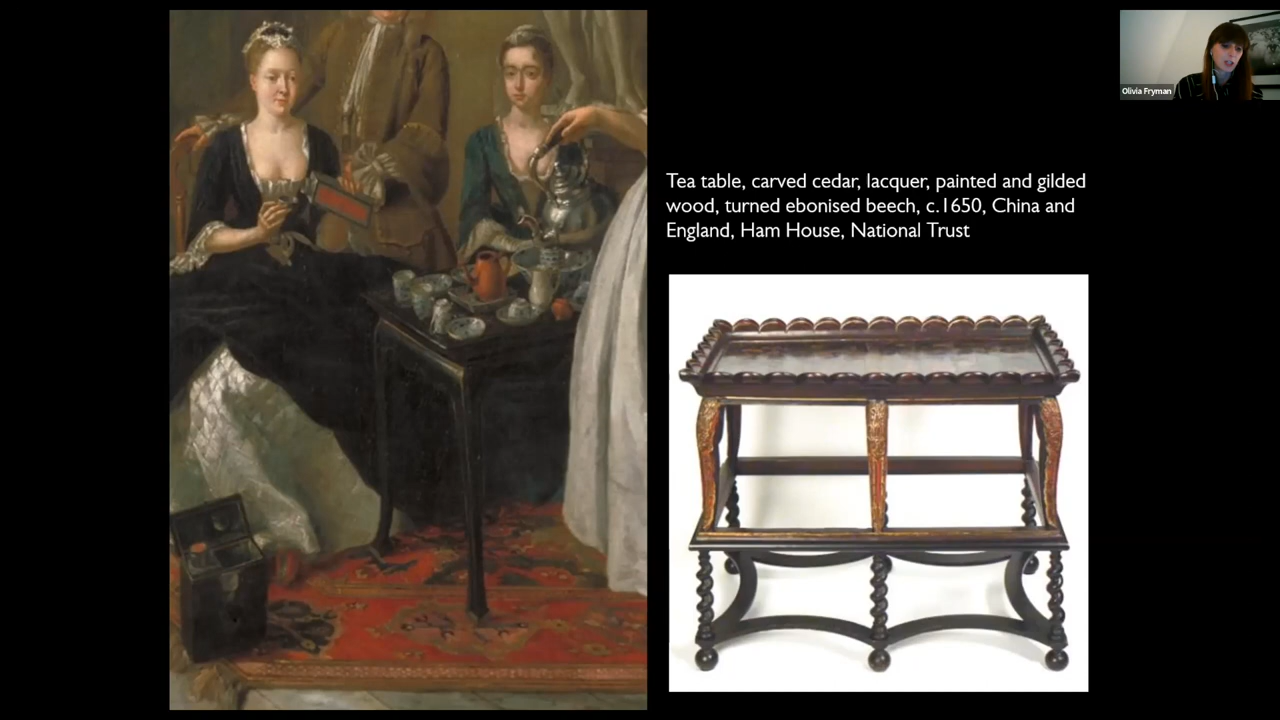 Olivia Fryman
Tea table, carved cedar, lacquer, painted and gilded
wood, turned ebonised beech, c.1650, China and
England, Ham House, National Trust